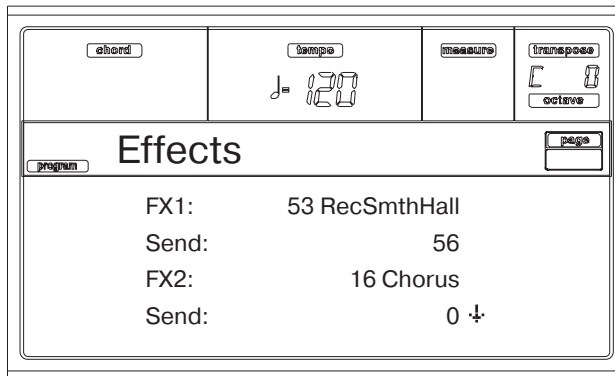 chord
tempo
measure
transpose
♩= 120
C 0
octave
program
Effects
page
FX1: 53 RecSmthHall
Send: 56
FX2: 16 Chorus
Send: 0